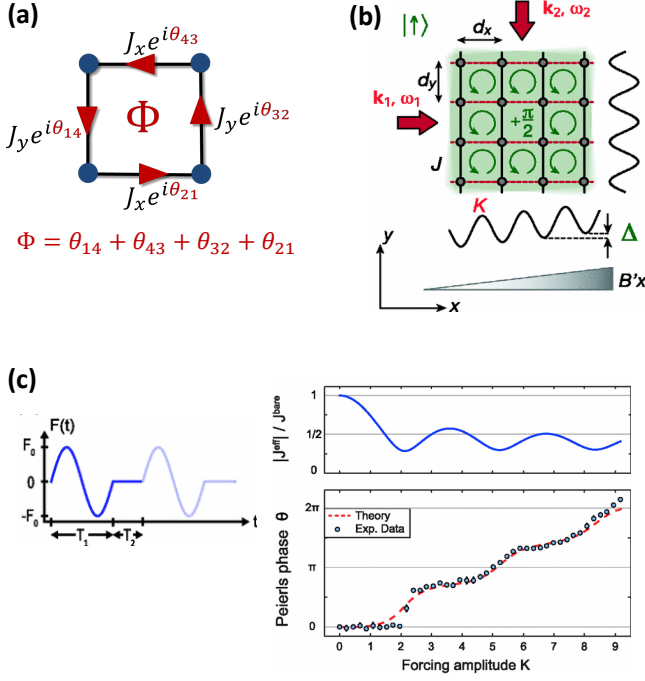 (a)
J_x e^{iθ_43}
J_y e^{iθ_14}
Φ
J_y e^{iθ_32}
J_x e^{iθ_21}
Φ = θ_14 + θ_43 + θ_32 + θ_21
(b)
|↑⟩
k_2, ω_2
d_x
d_y
k_1, ω_1
+π/2
J
K
Δ
y
x
B'x
(c)
F(t)
F_0
0
-F_0
t
T_1
T_2
|J^eff| / J^bare
1
1/2
0
Peierls phase θ
2π
π
0
Theory
Exp. Data
0 1 2 3 4 5 6 7 8 9
Forcing amplitude K